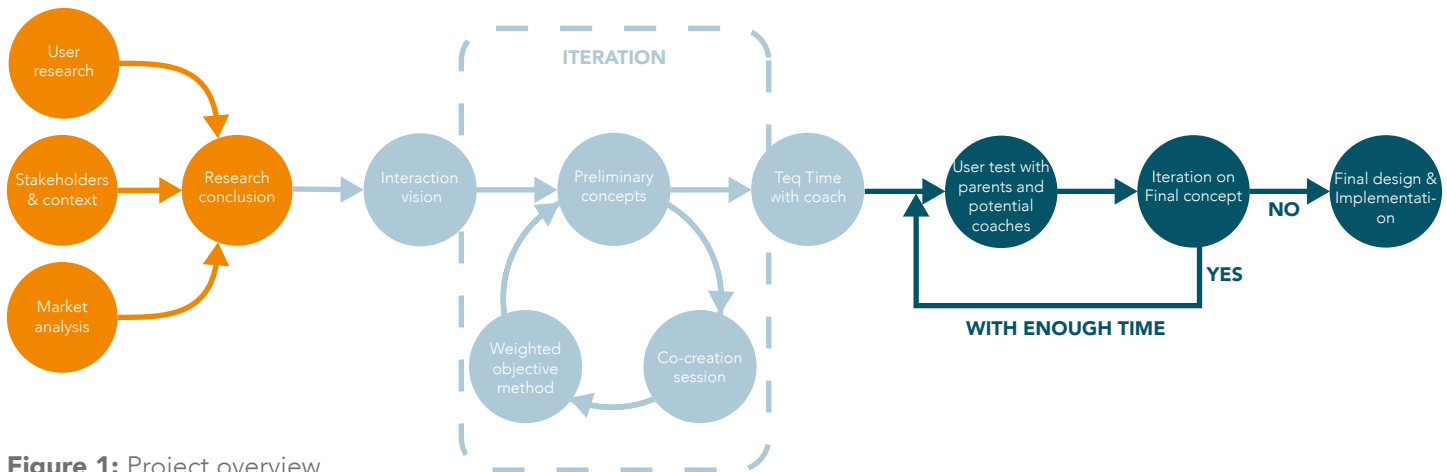 User
research
Stakeholders
& context
Market
analysis
Research
conclusion
Interaction
vision
ITERATION
Preliminary
concepts
Weighted
objective
method
Co-creation
session
Teq Time
with coach
User test with
parents and
potential
coaches
Iteration on
Final concept
NO
YES
WITH ENOUGH TIME
Final design &
Implementati-
on
Figure 1: Project overview